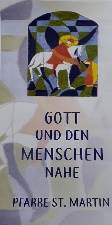 GOTT
UND DEN
MENSCHEN
NAHE
PFARRE ST. MARTIN